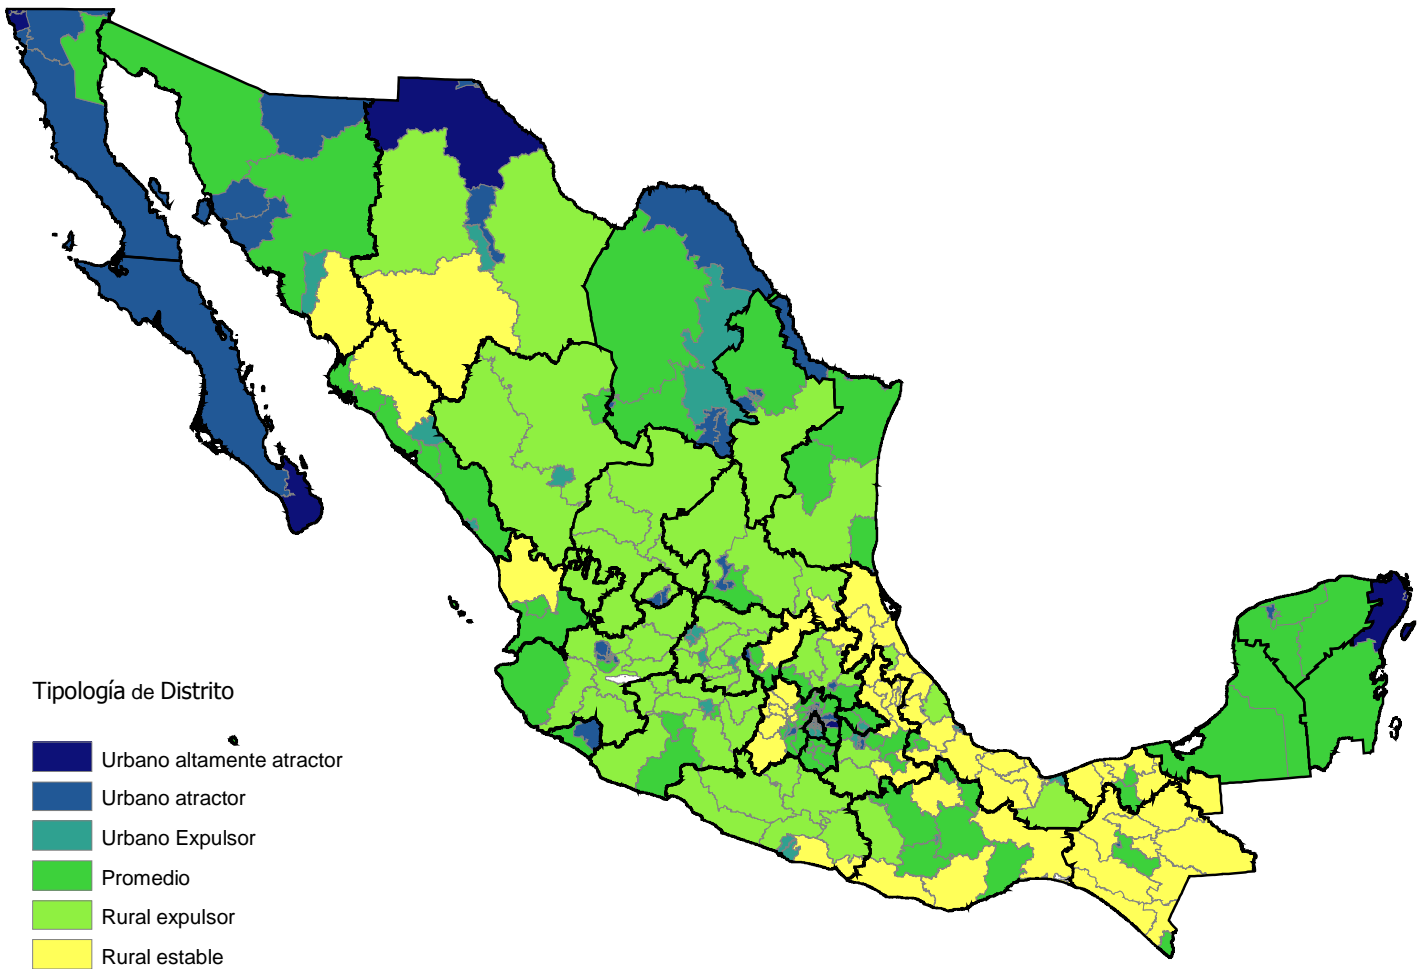 Tipología de Distrito
Urbano altamente atractor
Urbano atractor
Urbano Expulsor
Promedio
Rural expulsor
Rural estable